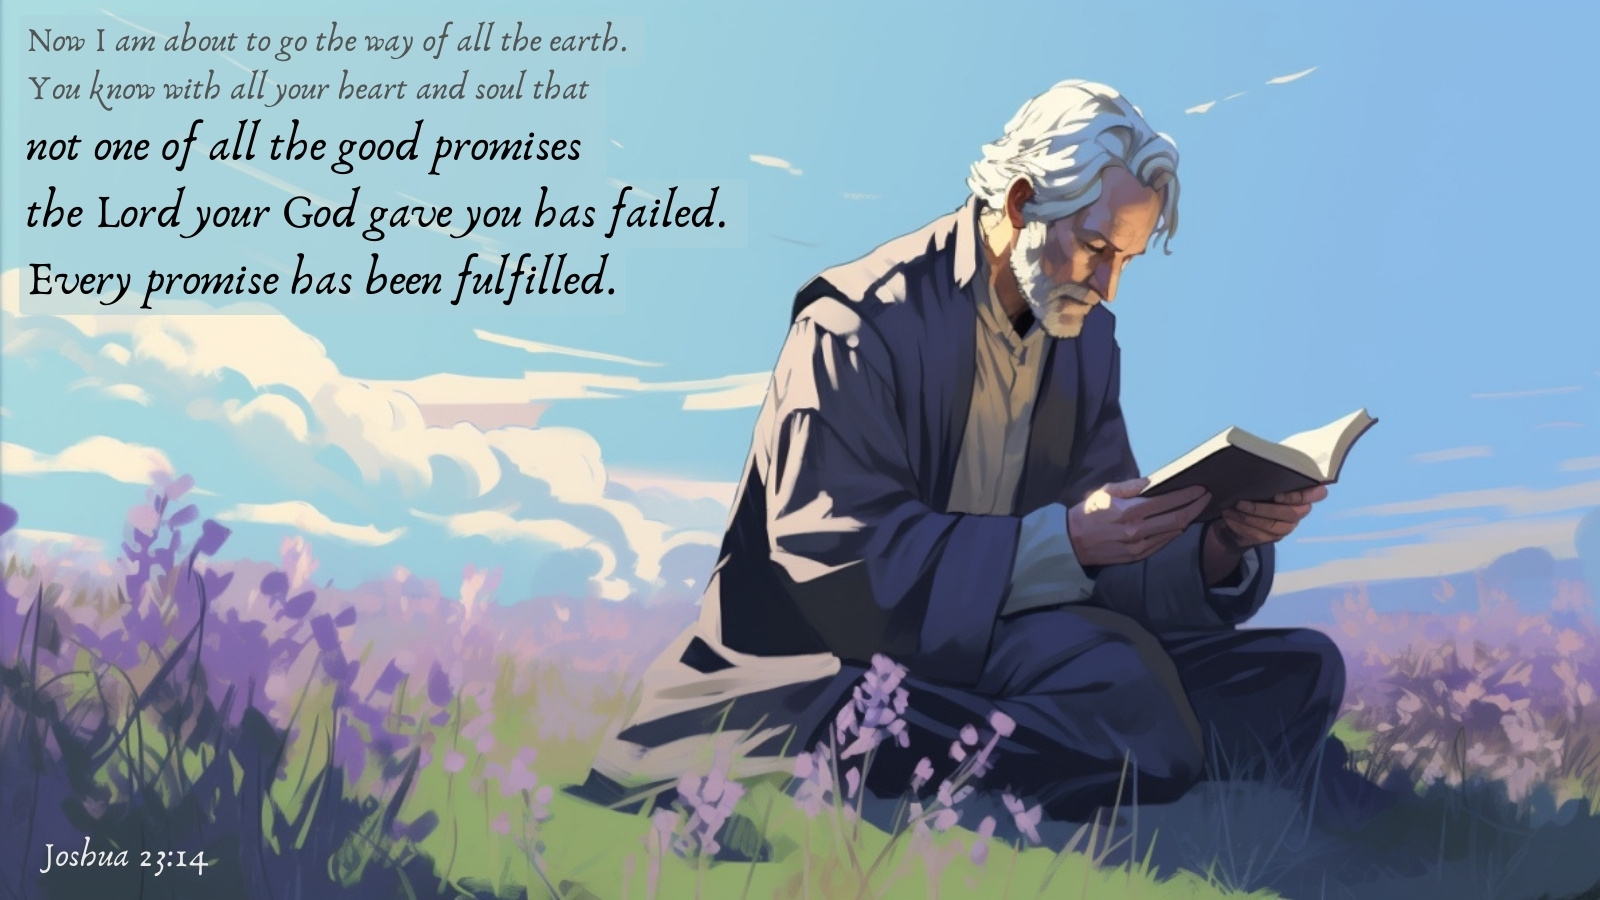 Now I am about to go the way of all the earth.
You know with all your heart and soul that
not one of all the good promises
the Lord your God gave you has failed.
Every promise has been fulfilled.
Joshua 23:14